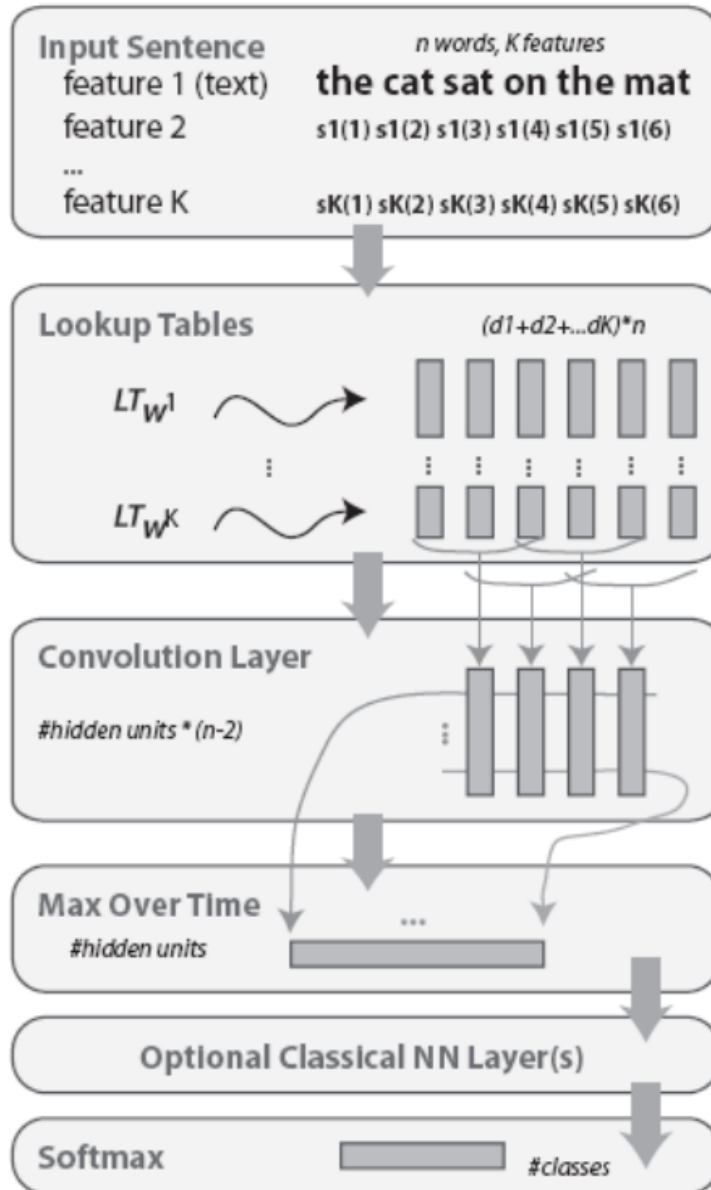 Input Sentence
n words, K features
feature 1 (text) the cat sat on the mat
feature 2 s1(1) s1(2) s1(3) s1(4) s1(5) s1(6)
...
feature K sK(1) sK(2) sK(3) sK(4) sK(5) sK(6)
Lookup Tables
(d1+d2+...dK)*n
LT_W^1
LT_W^K
Convolution Layer
#hidden units * (n-2)
Max Over Time
...
#hidden units
Optional Classical NN Layer(s)
Softmax
#classes